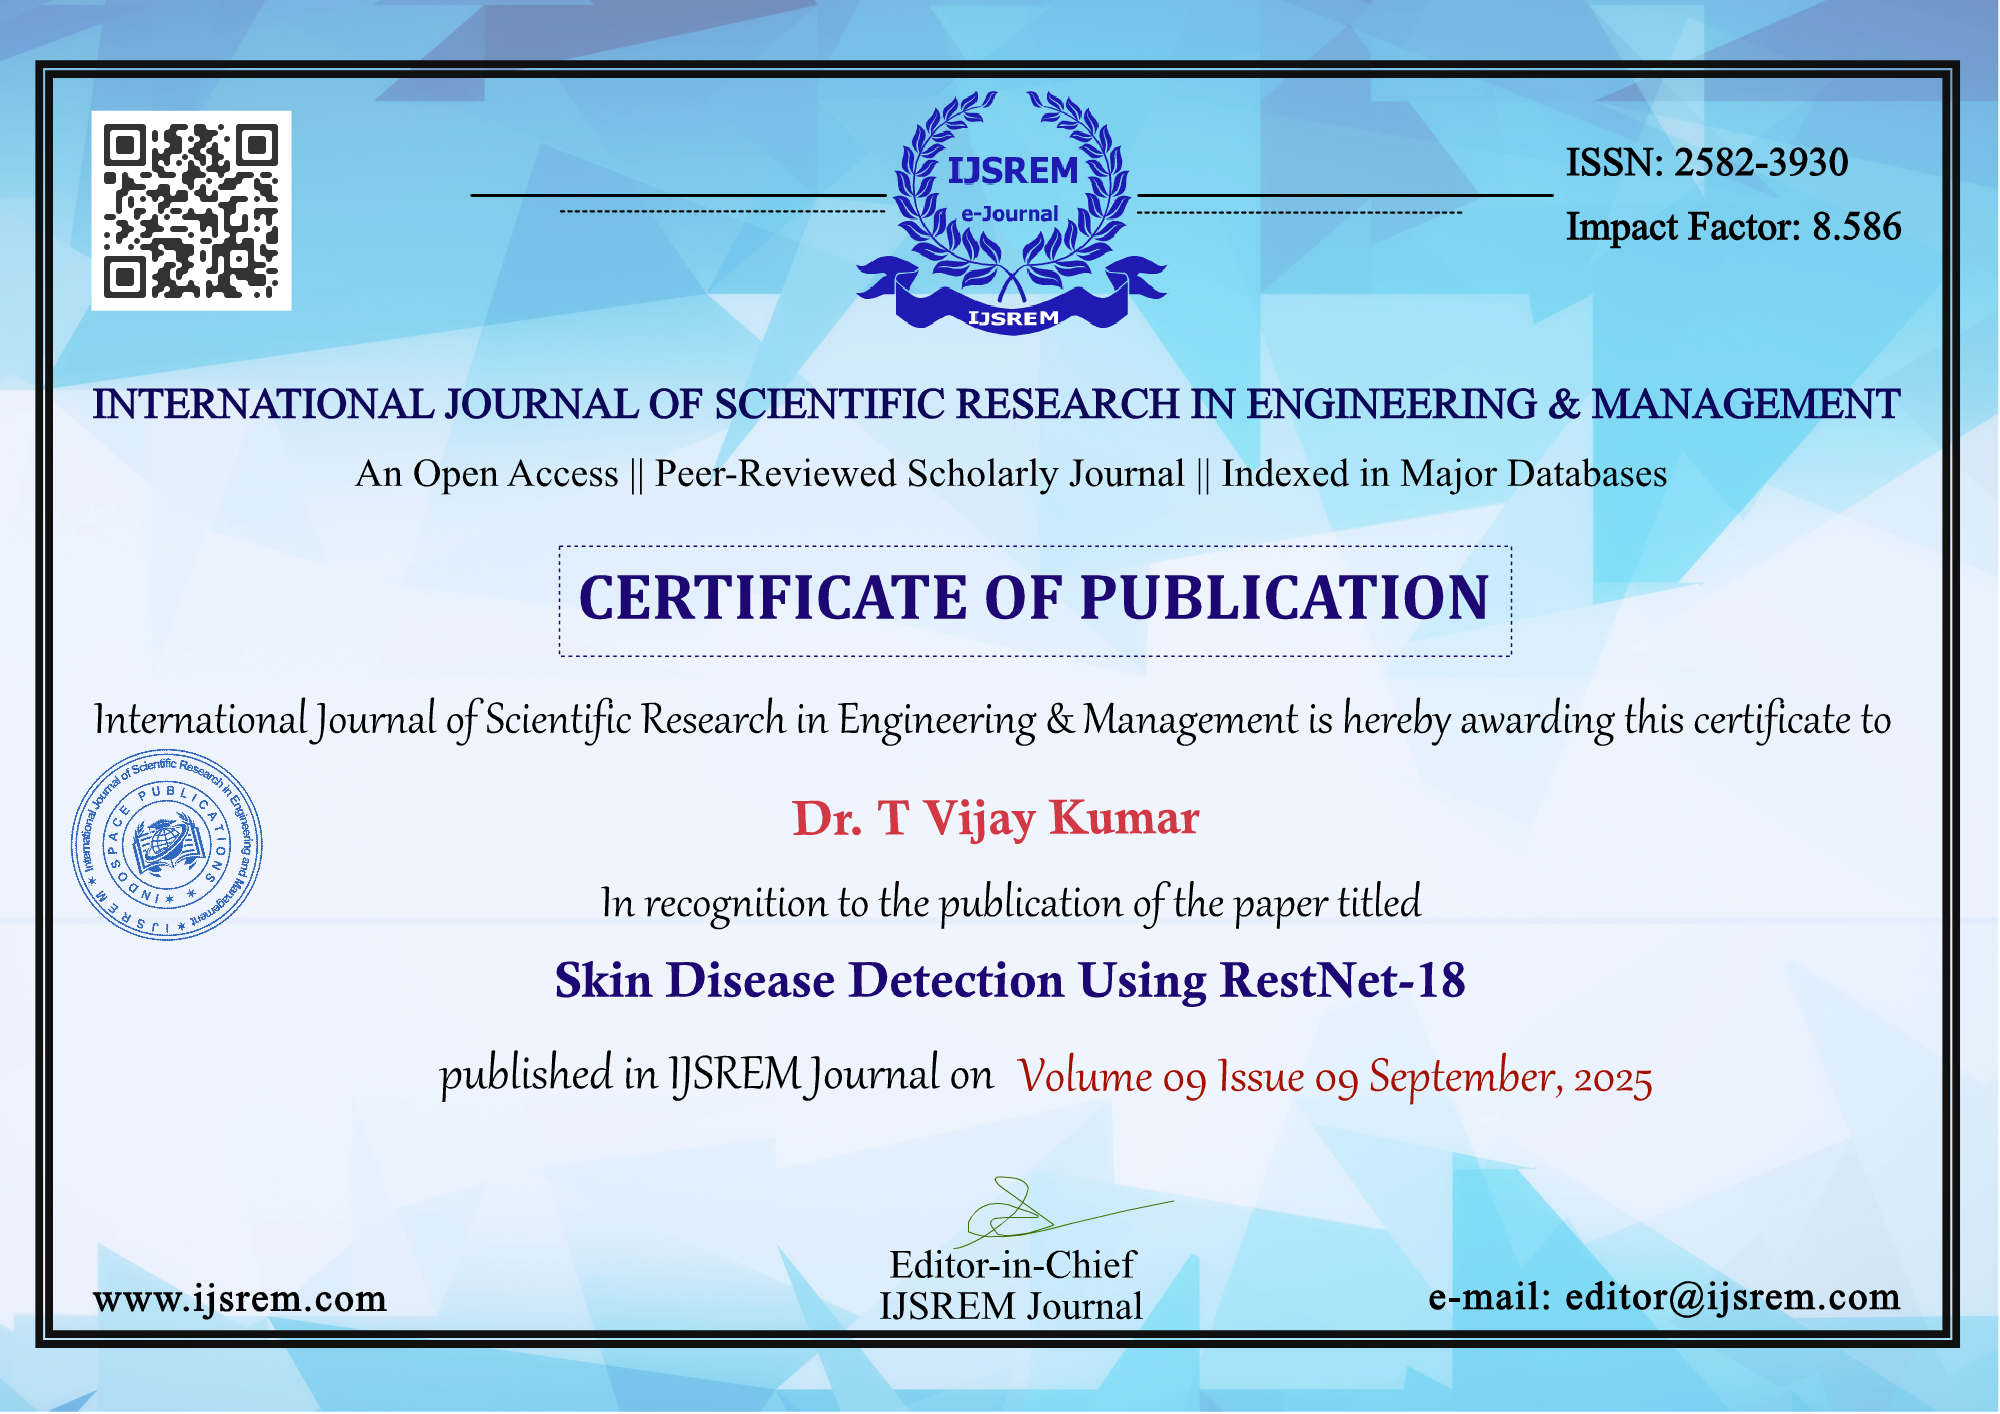 IJSREM
e-Journal
IJSREM
ISSN: 2582-3930
Impact Factor: 8.586
INTERNATIONAL JOURNAL OF SCIENTIFIC RESEARCH IN ENGINEERING & MANAGEMENT
An Open Access || Peer-Reviewed Scholarly Journal || Indexed in Major Databases
CERTIFICATE OF PUBLICATION
International Journal of Scientific Research in Engineering & Management is hereby awarding this certificate to
International Journal of Scientific Research in Engineering and Management ★ IJSREM ★
INDOSPACE PUBLICATIONS ★ ★
Dr. T Vijay Kumar
In recognition to the publication of the paper titled
Skin Disease Detection Using RestNet-18
published in IJSREM Journal on Volume 09 Issue 09 September, 2025
Editor-in-Chief
IJSREM Journal
www.ijsrem.com
e-mail: editor@ijsrem.com